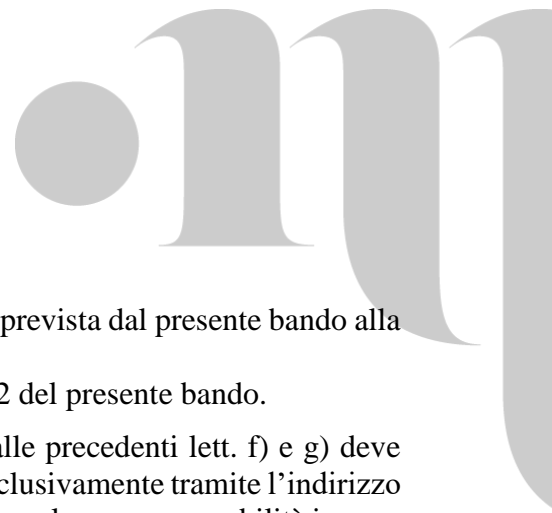 prevista dal presente bando alla
2 del presente bando.
alle precedenti lett. f) e g) deve
clusivamente tramite l’indirizzo